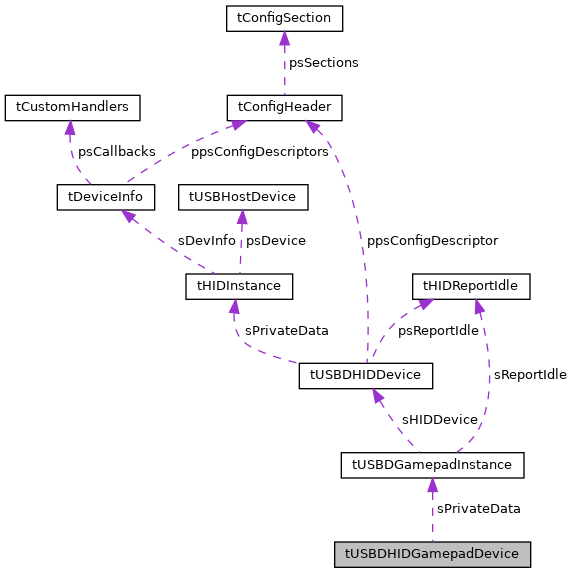 tConfigSection
psSections
tCustomHandlers
tConfigHeader
psCallbacks
ppsConfigDescriptors
tDeviceInfo
tUSBHostDevice
sDevInfo
psDevice
ppsConfigDescriptor
tHIDInstance
tHIDReportIdle
sPrivateData
psReportIdle
tUSBDHIDDevice
sReportIdle
sHIDDevice
tUSBDGamepadInstance
sPrivateData
tUSBDHIDGamepadDevice